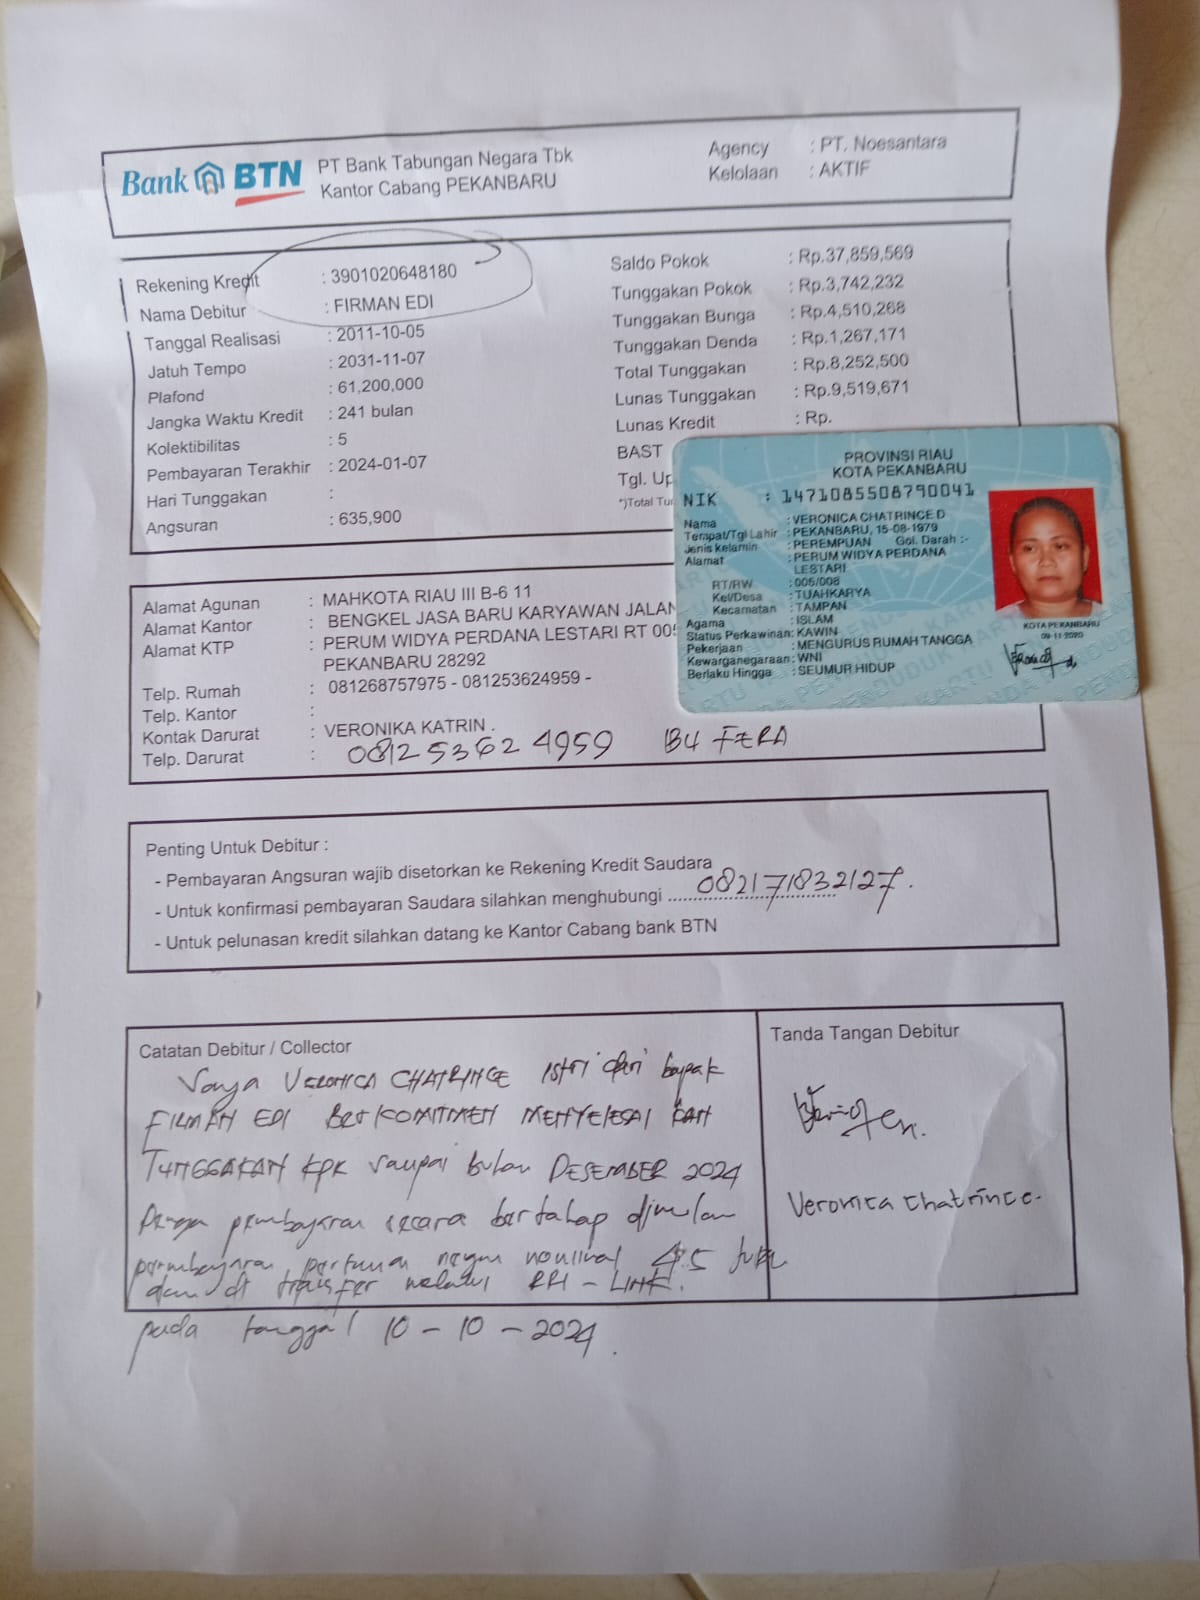 Bank BTN
PT Bank Tabungan Negara Tbk
Kantor Cabang PEKANBARU
Agency : PT. Noesantara
Kelolaan : AKTIF
Rekening Kredit : 3901020648180
Nama Debitur : FIRMAN EDI
Tanggal Realisasi : 2011-10-05
Jatuh Tempo : 2031-11-07
Plafond : 61,200,000
Jangka Waktu Kredit : 241 bulan
Kolektibilitas : 5
Pembayaran Terakhir : 2024-01-07
Hari Tunggakan :
Angsuran : 635,900
Saldo Pokok : Rp.37,859,569
Tunggakan Pokok : Rp.3,742,232
Tunggakan Bunga : Rp.4,510,268
Tunggakan Denda : Rp.1,267,171
Total Tunggakan : Rp.8,252,500
Lunas Tunggakan : Rp.9,519,671
Lunas Kredit : Rp.
BAST
Tgl. Up
*)Total Tu
PROVINSI RIAU
KOTA PEKANBARU
NIK : 1471085508790041
Nama : VERONICA CHATRINCE D
Tempat/Tgl Lahir : PEKANBARU, 15-08-1979
Jenis kelamin : PEREMPUAN Gol. Darah :-
Alamat : PERUM WIDYA PERDANA
LESTARI
RT/RW : 005/008
Kel/Desa : TUAHKARYA
Kecamatan : TAMPAN
Agama : ISLAM
Status Perkawinan: KAWIN
Pekerjaan : MENGURUS RUMAH TANGGA
Kewarganegaraan: WNI
Berlaku Hingga : SEUMUR HIDUP
KOTA PEKANBARU
09-11-2020
Alamat Agunan : MAHKOTA RIAU III B-6 11
Alamat Kantor : BENGKEL JASA BARU KARYAWAN JALAN
Alamat KTP : PERUM WIDYA PERDANA LESTARI RT 005
PEKANBARU 28292
Telp. Rumah : 081268757975 - 081253624959 -
Telp. Kantor :
Kontak Darurat : VERONIKA KATRIN .
Telp. Darurat : 081253624959 BU FERA
Penting Untuk Debitur :
- Pembayaran Angsuran wajib disetorkan ke Rekening Kredit Saudara
- Untuk konfirmasi pembayaran Saudara silahkan menghubungi ........ 082171832127.
- Untuk pelunasan kredit silahkan datang ke Kantor Cabang bank BTN
Catatan Debitur / Collector
Saya VERONICA CHATRINCE Istri dari bapak
FIRMAN EDI BERKOMITMEN MENYELESAIKAN
TUNGGAKAN KPR Sampai bulan DESEMBER 2024
pembayaran secara bertahap dimulan
pembayaran pertama nominal 4.5 juta
dan di transfer melalui BRI-LINK.
pada tanggal 10-10-2024.
Tanda Tangan Debitur
Veronica Chatrince.